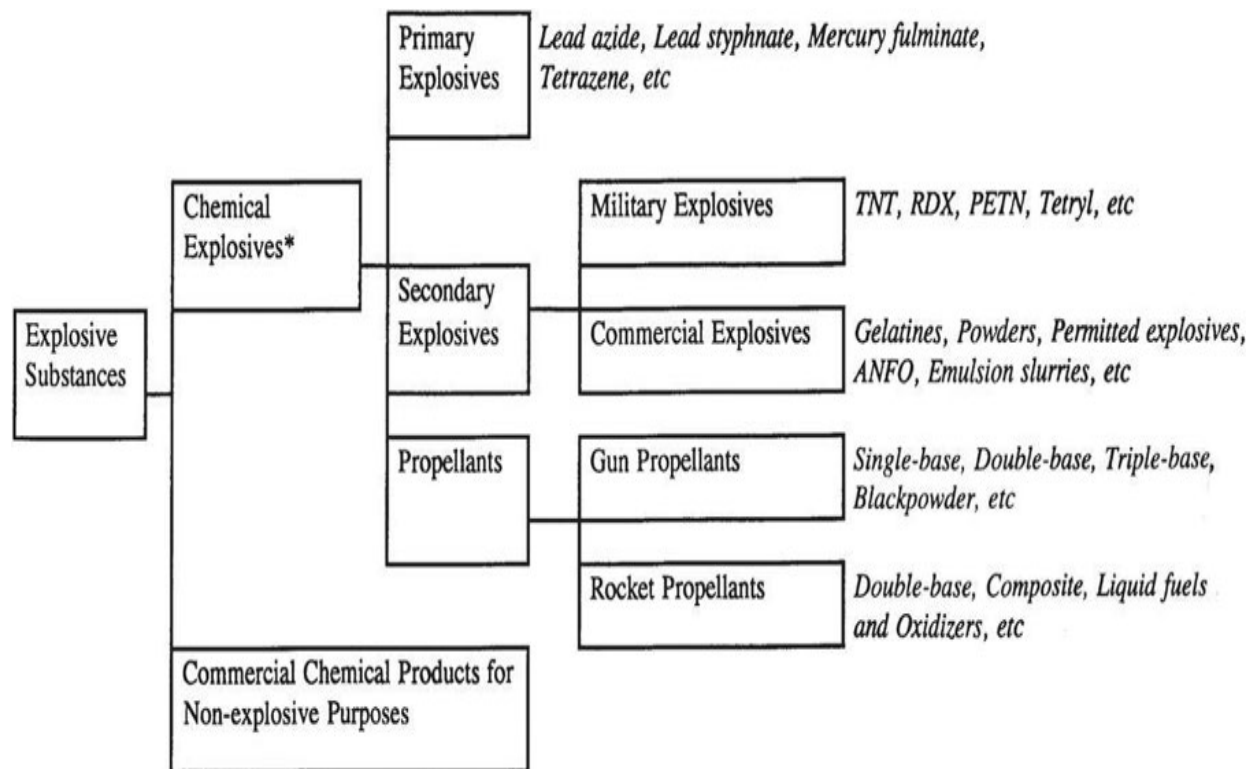 Primary
Explosives
Lead azide, Lead styphnate, Mercury fulminate,
Tetrazene, etc
Chemical
Explosives*
Military Explosives
TNT, RDX, PETN, Tetryl, etc
Secondary
Explosives
Explosive
Substances
Commercial Explosives
Gelatines, Powders, Permitted explosives,
ANFO, Emulsion slurries, etc
Propellants
Gun Propellants
Single-base, Double-base, Triple-base,
Blackpowder, etc
Rocket Propellants
Double-base, Composite, Liquid fuels
and Oxidizers, etc
Commercial Chemical Products for
Non-explosive Purposes